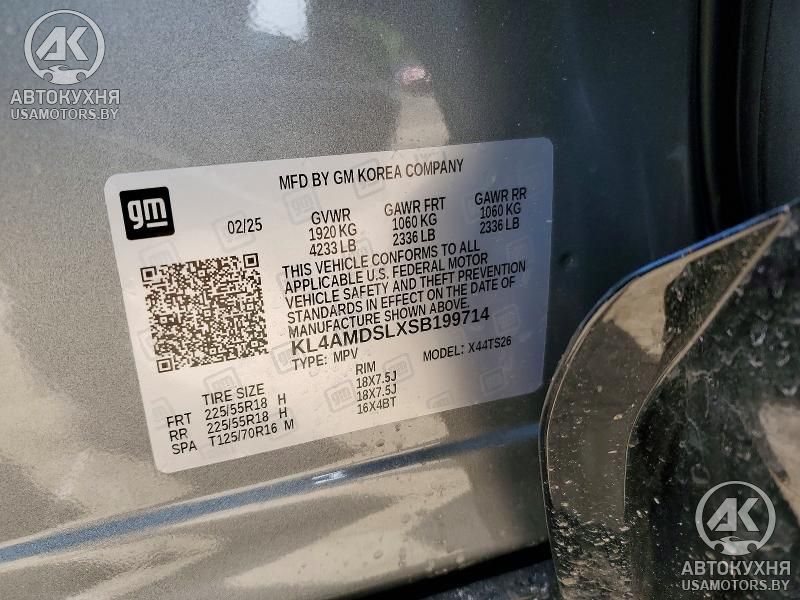 AK
АВТОКУХНЯ
USAMOTORS.BY
gm
MFD BY GM KOREA COMPANY
02/25
GVWR GAWR FRT GAWR RR
1920 KG 1060 KG 1060 KG
4233 LB 2336 LB 2336 LB
THIS VEHICLE CONFORMS TO ALL
APPLICABLE U.S. FEDERAL MOTOR
VEHICLE SAFETY AND THEFT PREVENTION
STANDARDS IN EFFECT ON THE DATE OF
MANUFACTURE SHOWN ABOVE.
KL4AMDSLXSB199714
TYPE: MPV MODEL: X44TS26
TIRE SIZE RIM
FRT 225/55R18 H 18X7.5J
RR 225/55R18 H 18X7.5J
SPA T125/70R16 M 16X4BT
AK
АВТОКУХНЯ
USAMOTORS.BY